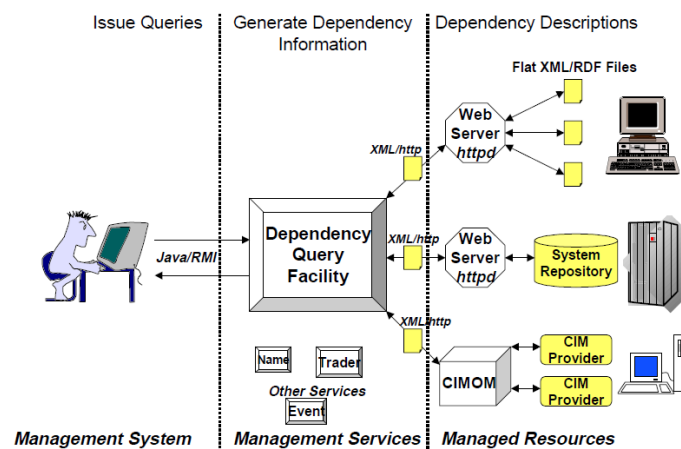 Issue Queries
Generate Dependency
Information
Dependency Descriptions
Flat XML/RDF Files
Web
Server
httpd
XML/http
Java/RMI
Dependency
Query
Facility
XML/http
Web
Server
httpd
System
Repository
XML/http
CIMOM
CIM
Provider
CIM
Provider
Name
Trader
Other Services
Event
Management System
Management Services
Managed Resources